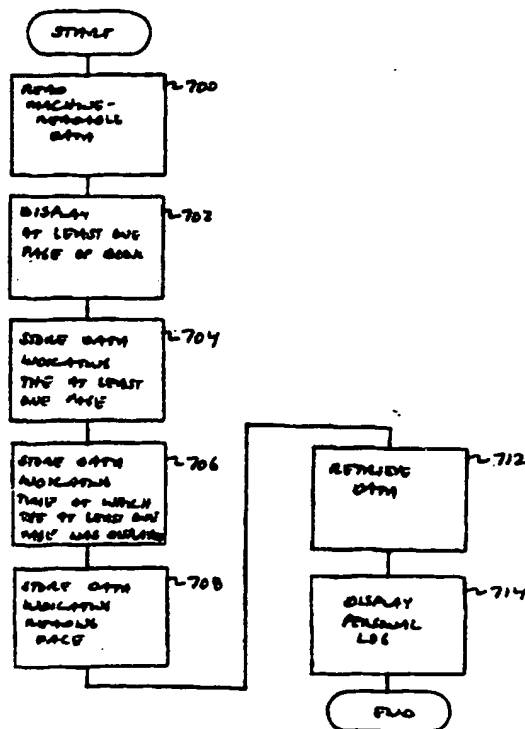 START
700
READ
MACHINE-
READABLE
DATA
702
DISPLAY
AT LEAST ONE
PAGE OF BOOK
704
STORE DATA
INDICATING
THE AT LEAST
ONE PAGE
706
STORE DATA
INDICATING
TIME AT WHICH
THE AT LEAST ONE
PAGE WAS DISPLAYED
708
STORE DATA
INDICATING
READING
PACE
712
RETRIEVE
DATA
714
DISPLAY
PERSONAL
LOG
END